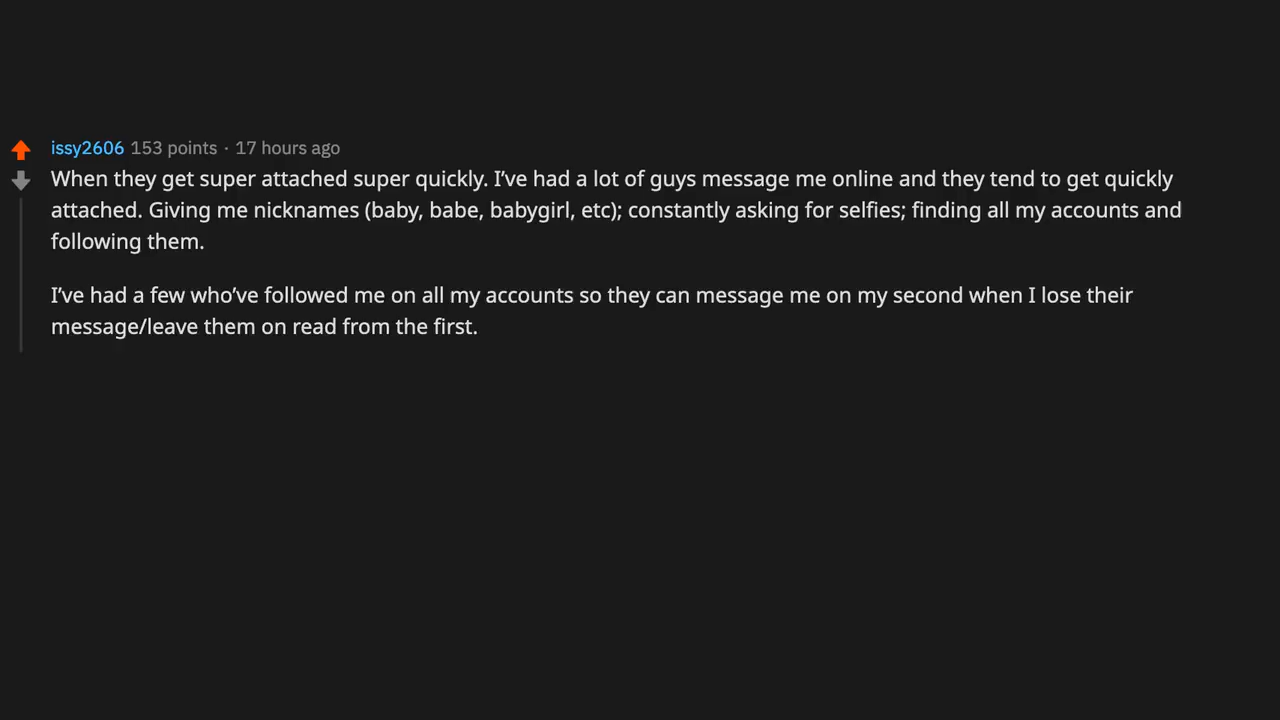 issy2606 153 points · 17 hours ago
When they get super attached super quickly. I’ve had a lot of guys message me online and they tend to get quickly
attached. Giving me nicknames (baby, babe, babygirl, etc); constantly asking for selfies; finding all my accounts and
following them.
I’ve had a few who’ve followed me on all my accounts so they can message me on my second when I lose their
message/leave them on read from the first.